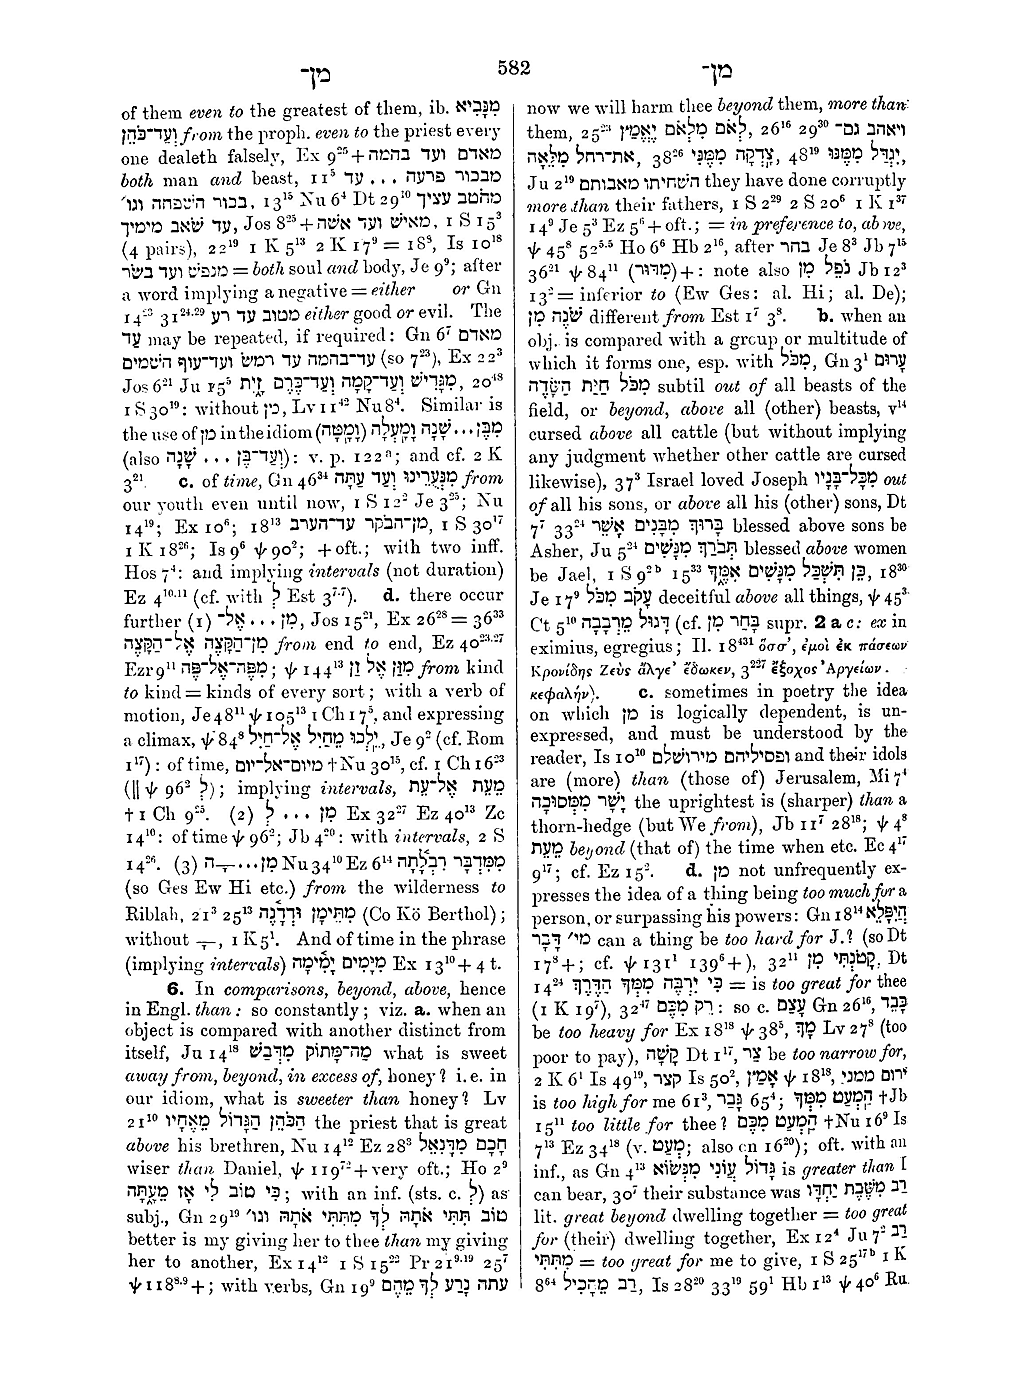 מִן־
582
מִן־
of them even to the greatest of them, ib. מִנָּבִיא
וְעַד־כֹּהֵן from the proph. even to the priest every
one dealeth falsely, Ex 9²⁵ + מאדם ועד בהמה
both man and beast, 11⁵ מבכור פרעה ... עד
בכור השפחה וגו׳, 13¹⁵ Nu 6⁴ Dt 29¹⁰ מחטב עציך
עד שׁאב מימיך, Jos 8²⁵ + מאישׁ ועד אשׁה, 1 S 15³
(4 pairs), 22¹⁹ 1 K 5¹³ 2 K 17⁹ = 18⁸, Is 10¹⁸
מנפשׁ ועד בשׂר = both soul and body, Je 9⁹; after
a word implying a negative = either or Gn
14²³ 31²⁴·²⁹ מטוב עד רע either good or evil. The
עד may be repeated, if required: Gn 6⁷ מאדם
עד־בהמה עד רמשׂ ועד־עוף השׁמים (so 7²³), Ex 22³
Jos 6²¹ Ju 15⁵ מִגָּדִישׁ וְעַד־קָמָה וְעַד־כֶּרֶם זָ֑יִת, 20⁴⁸
1 S 30¹⁹: without מן, Lv 11⁴² Nu 8⁴. Similar is
the use of מן in the idiom מִבֶּן...שָׁנָה וָמַעְלָה (וָמַטָּה)
(also וְעַד־בֶּן ... שָׁנָה): v. p. 122ᵃ; and cf. 2 K
3²¹. c. of time, Gn 46³⁴ מִנְּעֻרֵינוּ וְעַד עַתָּה from
our youth even until now, 1 S 12² Je 3²⁵; Nu
14¹⁹; Ex 10⁶; 18¹³ מִן־הבֹּקר עד־הערב, 1 S 30¹⁷
1 K 18²⁶; Is 9⁶ ψ 90²; + oft.; with two inff.
Hos 7⁴: and implying intervals (not duration)
Ez 4¹⁰·¹¹ (cf. with לְ Est 3⁷·⁷). d. there occur
further (1) מִן ... אֶל־, Jos 15²¹, Ex 26²⁸ = 36³³
מִן־הַקָּצֶה אֶל־הַקָּצֶה from end to end, Ez 40²³·²⁷
Ezr 9¹¹ מִפֶּה־אֶל־פֶּה; ψ 144¹³ מִזַּן אֶל זַן from kind
to kind = kinds of every sort; with a verb of
motion, Je 48¹¹ ψ 105¹³ 1 Ch 17⁵, and expressing
a climax, ψ 84⁸ יֵלְכוּ מֵחַיִל אֶל־חָיִל, Je 9² (cf. Rom
1¹⁷): of time, מיום־אל־יום † Nu 30¹⁵, cf. 1 Ch 16²³
(‖ ψ 96² לְ); implying intervals, מֵעֵת אֶל־עֵת
† 1 Ch 9²⁵. (2) מִן ... לְ Ex 32²⁷ Ez 40¹³ Zc
14¹⁰: of time ψ 96²; Jb 4²⁰: with intervals, 2 S
14²⁶. (3) מִן...ָה Nu 34¹⁰ Ez 6¹⁴ מִמִּדְבָּר רִבְלָ֫תָה
(so Ges Ew Hi etc.) from the wilderness to
Riblah, 21³ 25¹³ מִתֵּימָן וּדְדָ֫נֶה (Co Kö Berthol);
without ָ, 1 K 5¹. And of time in the phrase
(implying intervals) מִיָּמִים יָמִ֫ימָה Ex 13¹⁰ + 4 t.
6. In comparisons, beyond, above, hence
in Engl. than: so constantly; viz. a. when an
object is compared with another distinct from
itself, Ju 14¹⁸ מַה־מָּתוֹק מִדְּבַשׁ what is sweet
away from, beyond, in excess of, honey? i.e. in
our idiom, what is sweeter than honey? Lv
21¹⁰ הַכֹּהֵן הַגָּדוֹל מֵאֶחָיו the priest that is great
above his brethren, Nu 14¹² Ez 28³ חָכָם מִדָּנִאֵל
wiser than Daniel, ψ 119⁷² + very oft.; Ho 2⁹
כִּי טוֹב לִי אָז מֵעָ֑תָּה; with an inf. (sts. c. לְ) as
subj., Gn 29¹⁹ טוֹב תִּתִּי אֹתָהּ לָךְ מִתִּתִּי אֹתָהּ וגו׳
better is my giving her to thee than my giving
her to another, Ex 14¹² 1 S 15²² Pr 21⁹·¹⁹ 25⁷
ψ 118⁸·⁹ +; with verbs, Gn 19⁹ עתה נָרַע לְךָ מֵהֶם
now we will harm thee beyond them, more than
them, 25²³ לְאֹם מִלְאֹם יֶאֱמָץ, 26¹⁶ 29³⁰ ויאהב גם־
את־רחל מִלֵּאָה, 38²⁶ צָדְקָה מִמֶּנִּי, 48¹⁹ יִגְדַּל מִמֶּנּוּ,
Ju 2¹⁹ השׁחיתו מאבותם they have done corruptly
more than their fathers, 1 S 2²⁹ 2 S 20⁶ 1 K 1³⁷
14⁹ Je 5³ Ez 5⁶ + oft.; = in preference to, above,
ψ 45⁸ 52⁵·⁵ Ho 6⁶ Hb 2¹⁶, after בחר Je 8³ Jb 7¹⁵
36²¹ ψ 84¹¹ (מִדּוּר) +: note also נֹפֵל מִן Jb 12³
13² = inferior to (Ew Ges: al. Hi; al. De);
שֹׁנֶה מִן different from Est 1⁷ 3⁸. b. when an
obj. is compared with a group or multitude of
which it forms one, esp. with מִכֹּל, Gn 3¹ עָרוּם
מִכֹּל חַיַּת הַשָּׂדֶה subtil out of all beasts of the
field, or beyond, above all (other) beasts, v¹⁴
cursed above all cattle (but without implying
any judgment whether other cattle are cursed
likewise), 37³ Israel loved Joseph מִכָּל־בָּנָיו out
of all his sons, or above all his (other) sons, Dt
7⁷ 33²⁴ בָּרוּךְ מִבָּנִים אָשֵׁר blessed above sons be
Asher, Ju 5²⁴ תְּבֹרַךְ מִנָּשִׁים blessed above women
be Jael, 1 S 9²ᵇ 15³³ כֵּן תִּשְׁכַּל מִנָּשִׁים אִמֶּ֑ךָ, 18³⁰
Je 17⁹ עָקֹב מִכֹּל deceitful above all things, ψ 45³
Ct 5¹⁰ דָּגוּל מֵרְבָבָה (cf. בָּחַר מִן supr. 2 a c: ex in
eximius, egregius; Il. 18⁴³¹ ὅσσ᾽, ἐμοὶ ἐκ πάσεων
Κρονίδης Ζεὺς ἄλγε᾽ ἔδωκεν, 3²²⁷ ἔξοχος Ἀργείων .
κεφαλήν). c. sometimes in poetry the idea
on which מן is logically dependent, is un-
expressed, and must be understood by the
reader, Is 10¹⁰ ופסיליהם מירושׁלם and their idols
are (more) than (those of) Jerusalem, Mi 7⁴
יָשָׁר מִמְּסוּכָה the uprightest is (sharper) than a
thorn-hedge (but We from), Jb 11⁷ 28¹⁸; ψ 4⁸
מֵעֵת beyond (that of) the time when etc. Ec 4¹⁷
9¹⁷; cf. Ez 15². d. מן not unfrequently ex-
presses the idea of a thing being too much for a
person, or surpassing his powers: Gn 18¹⁴ הֲיִפָּלֵא
מי׳ דָּבָר can a thing be too hard for J.? (so Dt
17⁸ +; cf. ψ 131¹ 139⁶ +), 32¹¹ קָטֹנְתִּי מִן, Dt
14²⁴ כִּי יִרְבֶּה מִמְּךָ הַדֶּרֶךְ = is too great for thee
(1 K 19⁷), 32⁴⁷ רֵק מִכֶּם: so c. עָצַם Gn 26¹⁶, כָּבֵד
be too heavy for Ex 18¹⁸ ψ 38⁵, מָךְ Lv 27⁸ (too
poor to pay), קָשָׁה Dt 1¹⁷, צַר be too narrow for,
2 K 6¹ Is 49¹⁹, קצר Is 50², אָמֵץ ψ 18¹⁸, ירום ממני
is too high for me 61³, גָּבַר 65⁴; הַמְעַט מִמְּךָ † Jb
15¹¹ too little for thee? הַמְעַט מִכֶּם † Nu 16⁹ Is
7¹³ Ez 34¹⁸ (v. מְעַט; also on 16²⁰); oft. with an
inf., as Gn 4¹³ גָּדוֹל עֲוֹנִי מִנְּשׂוֹא is greater than I
can bear, 30⁷ their substance was רַב מִשֶּׁבֶת יַחְדָּו
lit. great beyond dwelling together = too great
for (their) dwelling together, Ex 12⁴ Ju 7² רַב
מִתִּתִּי = too great for me to give, 1 S 25¹⁷ᵇ 1 K
8⁶⁴ רַב מֵהָכִיל, Is 28²⁰ 33¹⁹ 59¹ Hb 1¹³ ψ 40⁶ Ru